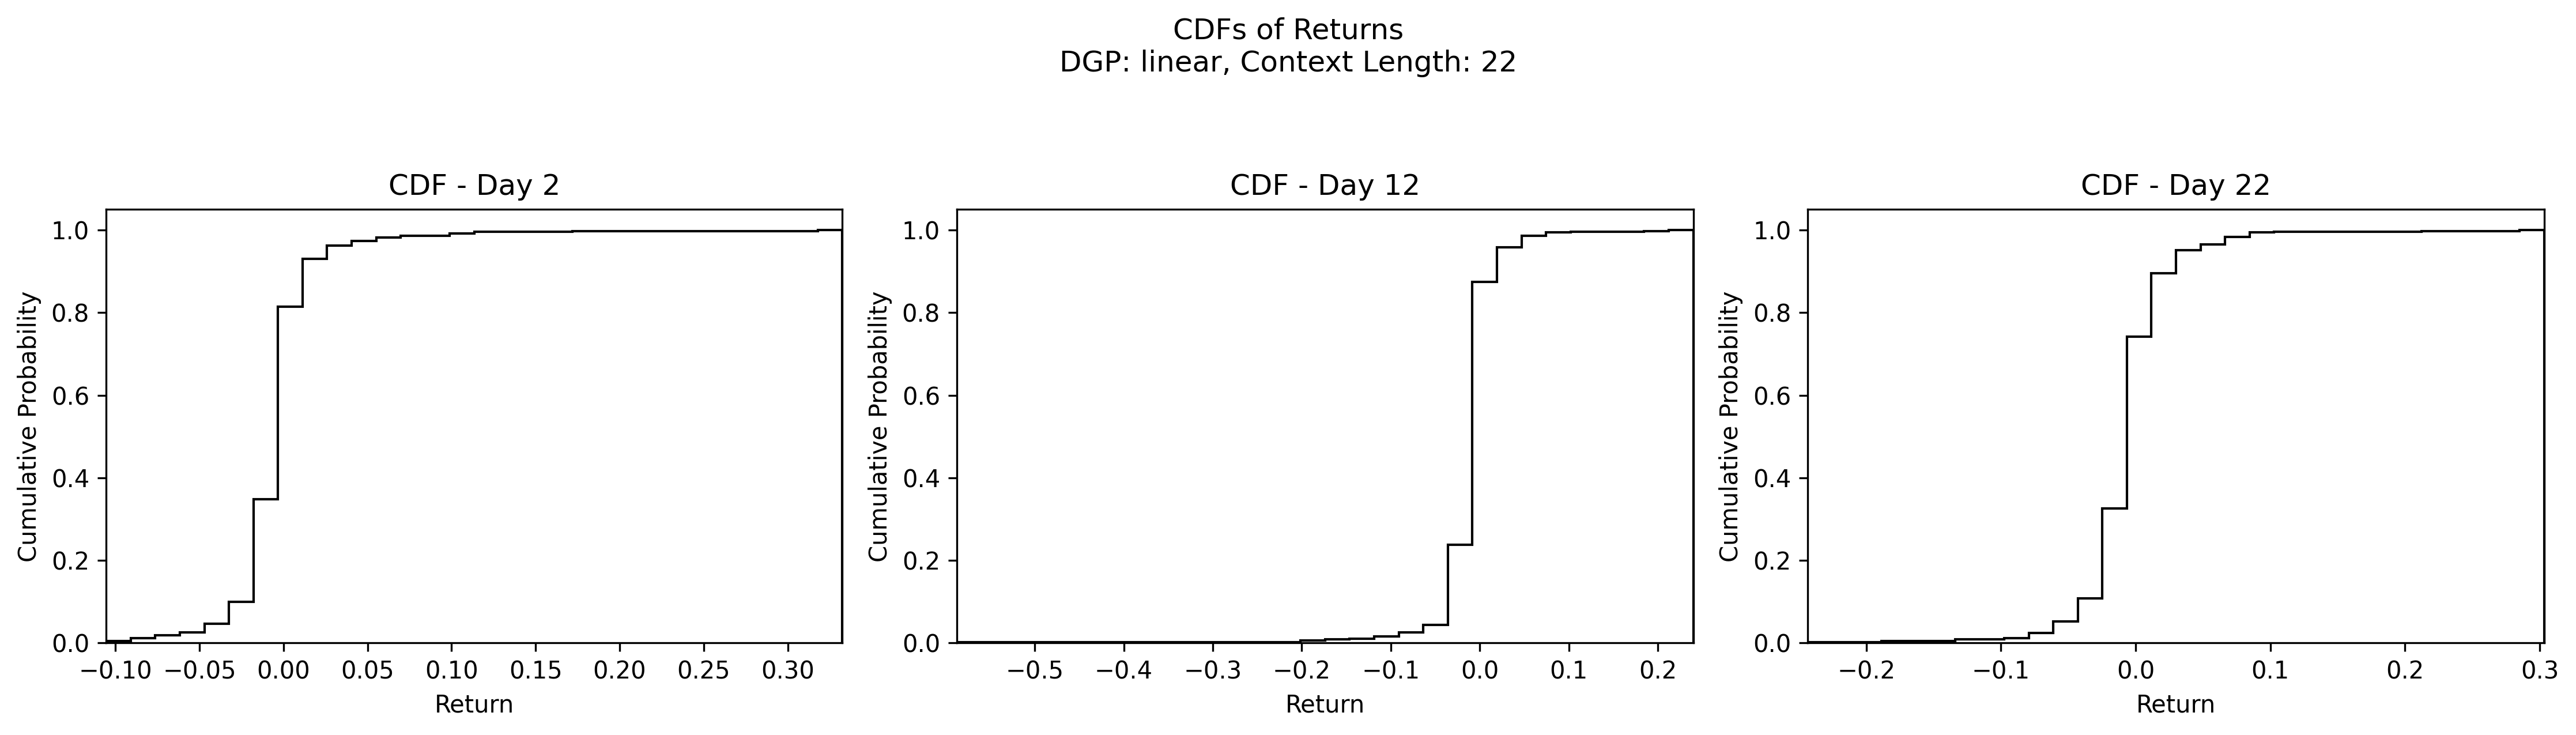 CDFs of Returns
DGP: linear, Context Length: 22
CDF - Day 2
Cumulative Probability
1.0
0.8
0.6
0.4
0.2
0.0
−0.10 −0.05 0.00 0.05 0.10 0.15 0.20 0.25 0.30
Return
CDF - Day 12
Cumulative Probability
1.0
0.8
0.6
0.4
0.2
0.0
−0.5 −0.4 −0.3 −0.2 −0.1 0.0 0.1 0.2
Return
CDF - Day 22
Cumulative Probability
1.0
0.8
0.6
0.4
0.2
0.0
−0.2 −0.1 0.0 0.1 0.2 0.3
Return